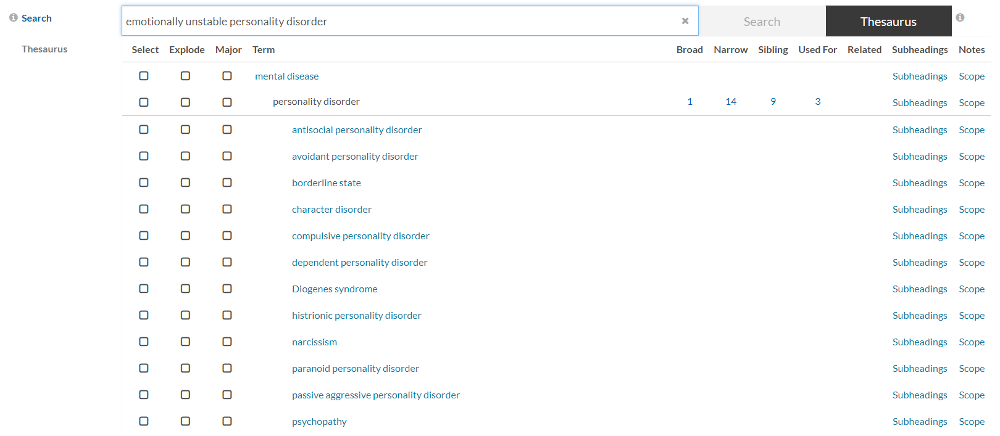 Search
emotionally unstable personality disorder
Search
Thesaurus
Thesaurus
Select Explode Major Term Broad Narrow Sibling Used For Related Subheadings Notes
mental disease Subheadings Scope
personality disorder 1 14 9 3 Subheadings Scope
antisocial personality disorder Subheadings Scope
avoidant personality disorder Subheadings Scope
borderline state Subheadings Scope
character disorder Subheadings Scope
compulsive personality disorder Subheadings Scope
dependent personality disorder Subheadings Scope
Diogenes syndrome Subheadings Scope
histrionic personality disorder Subheadings Scope
narcissism Subheadings Scope
paranoid personality disorder Subheadings Scope
passive aggressive personality disorder Subheadings Scope
psychopathy Subheadings Scope